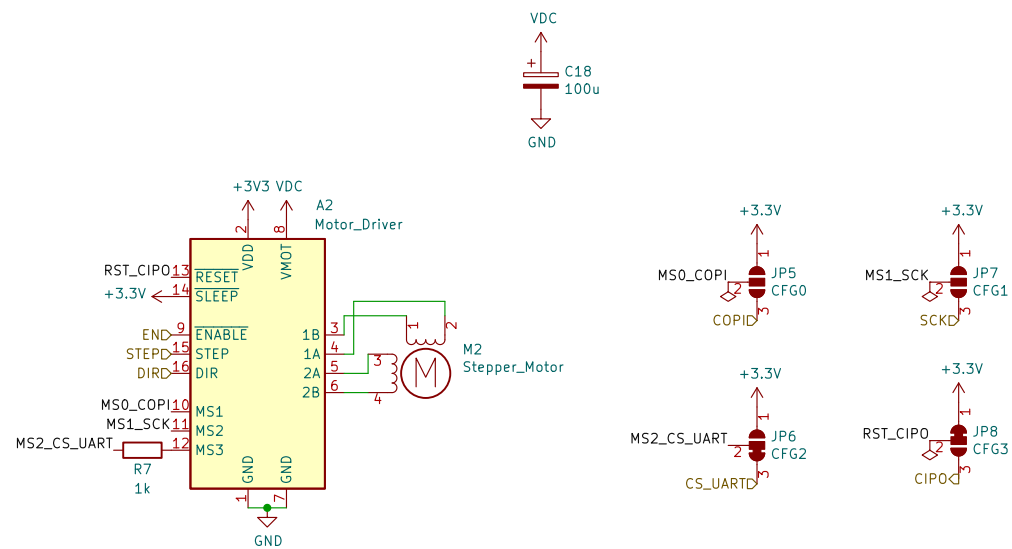 VDC
+
C18
100u
GND
+3V3 VDC
A2
Motor_Driver
2
8
VDD
VMOT
RST_CIPO 13 RESET
+3.3V 14 SLEEP
EN 9 ENABLE
STEP 15 STEP
DIR 16 DIR
MS0_COPI 10 MS1
MS1_SCK 11 MS2
MS2_CS_UART 12 MS3
R7
1k
1B 3
1A 4
2A 5
2B 6
GND
GND
1
7
GND
1
2
3
4
M
M2
Stepper_Motor
+3.3V
1
MS0_COPI
2
JP5
CFG0
COPI
3
+3.3V
1
MS1_SCK
2
JP7
CFG1
SCK
3
+3.3V
1
MS2_CS_UART
2
JP6
CFG2
CS_UART
3
+3.3V
1
RST_CIPO
2
JP8
CFG3
CIPO
3